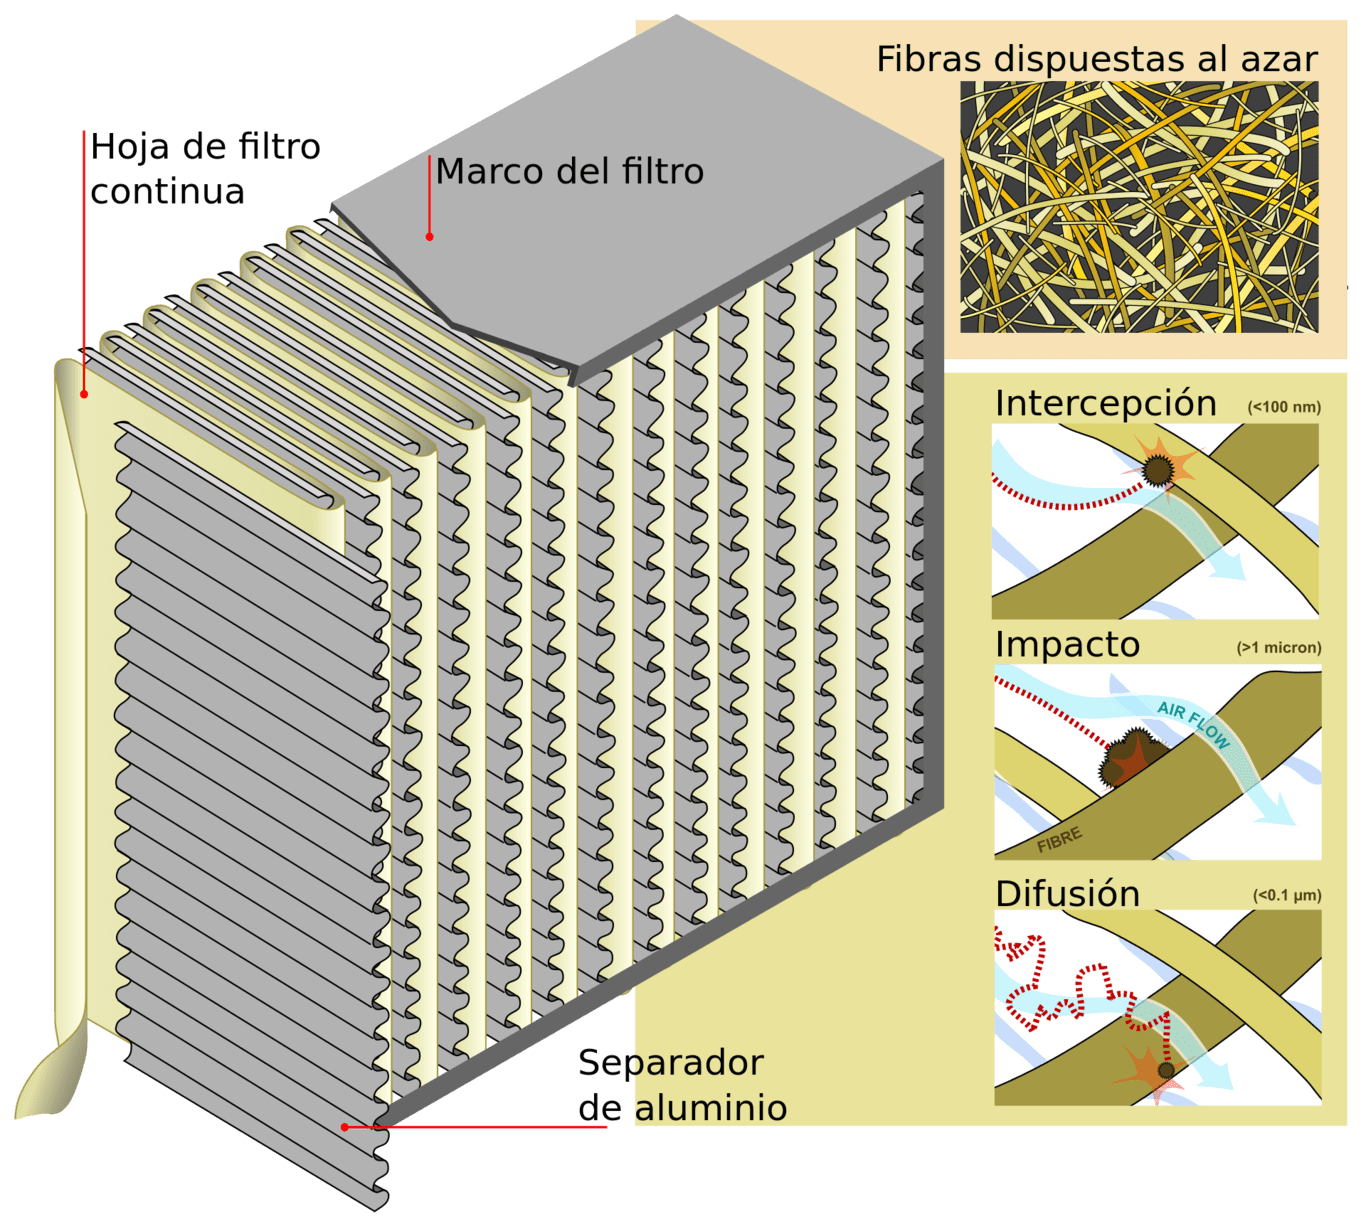 Fibras dispuestas al azar
Hoja de filtro
continua
Marco del filtro
Intercepción (<100 nm)
Impacto (>1 micron)
AIR FLOW
FIBRE
Difusión (<0.1 µm)
Separador
de aluminio